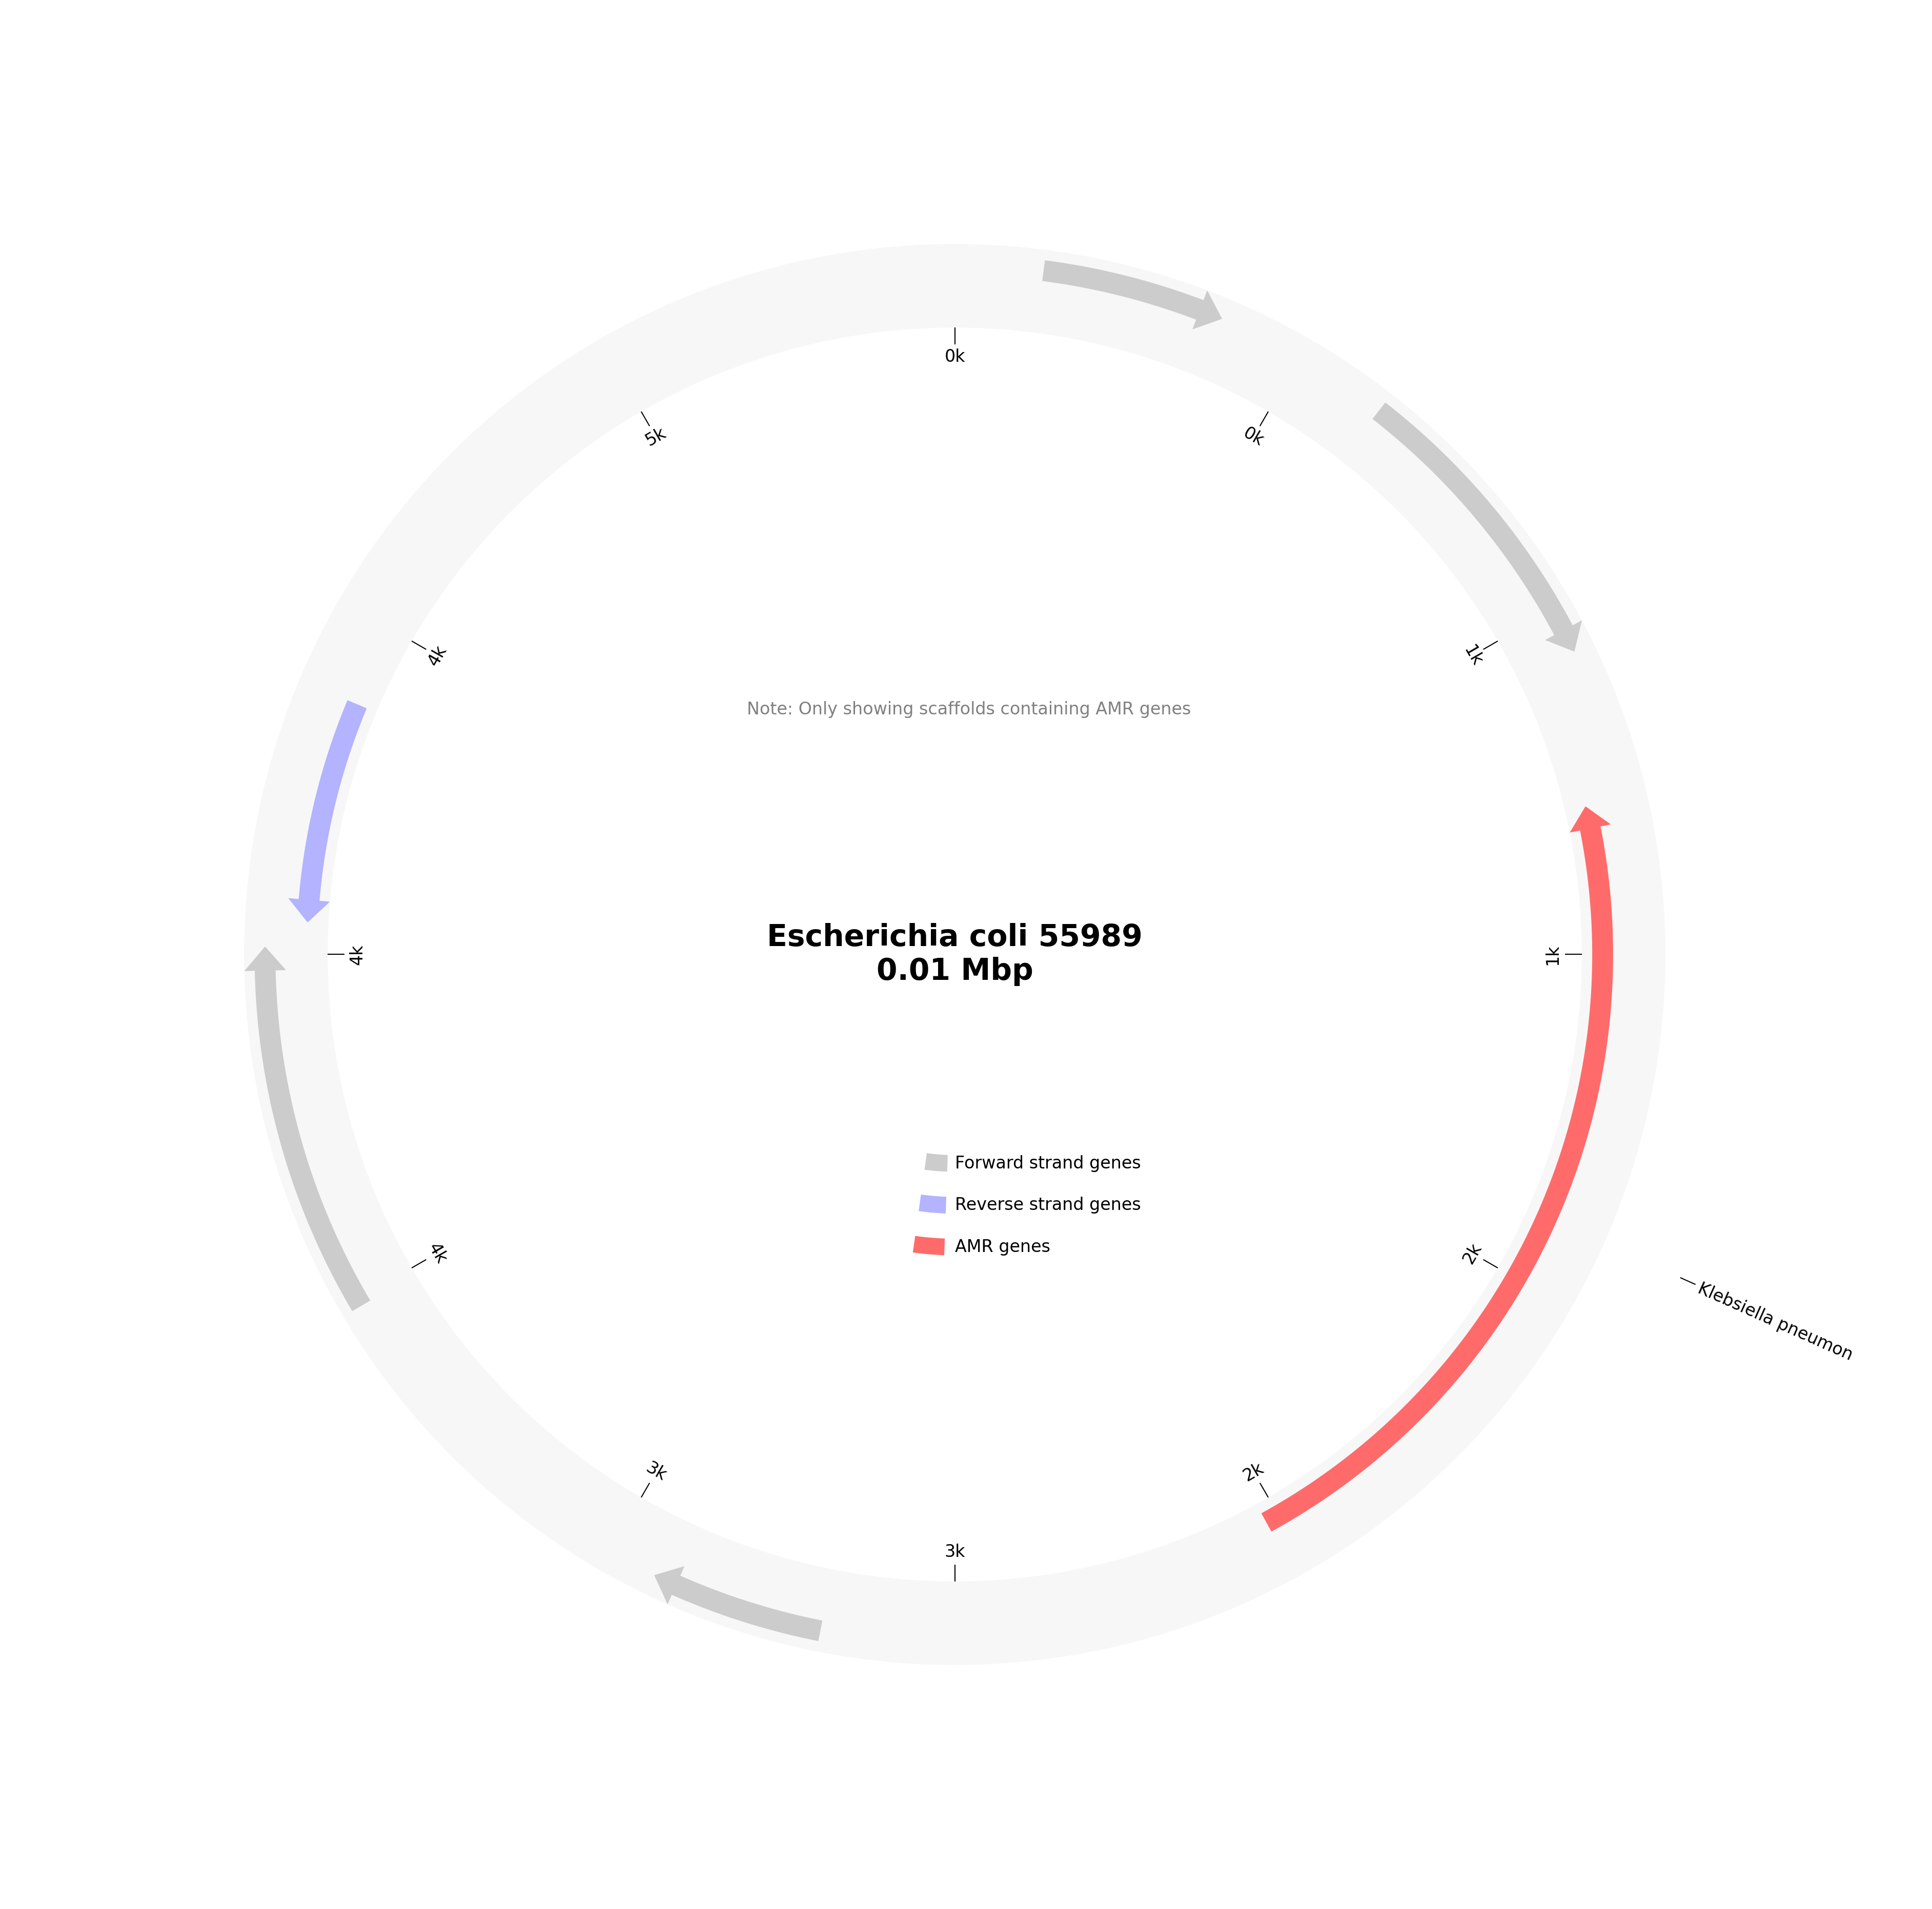 0k
0k
1k
1k
2k
2k
3k
3k
4k
4k
4k
5k
Note: Only showing scaffolds containing AMR genes
Escherichia coli 55989
0.01 Mbp
Forward strand genes
Reverse strand genes
AMR genes
Klebsiella pneumon